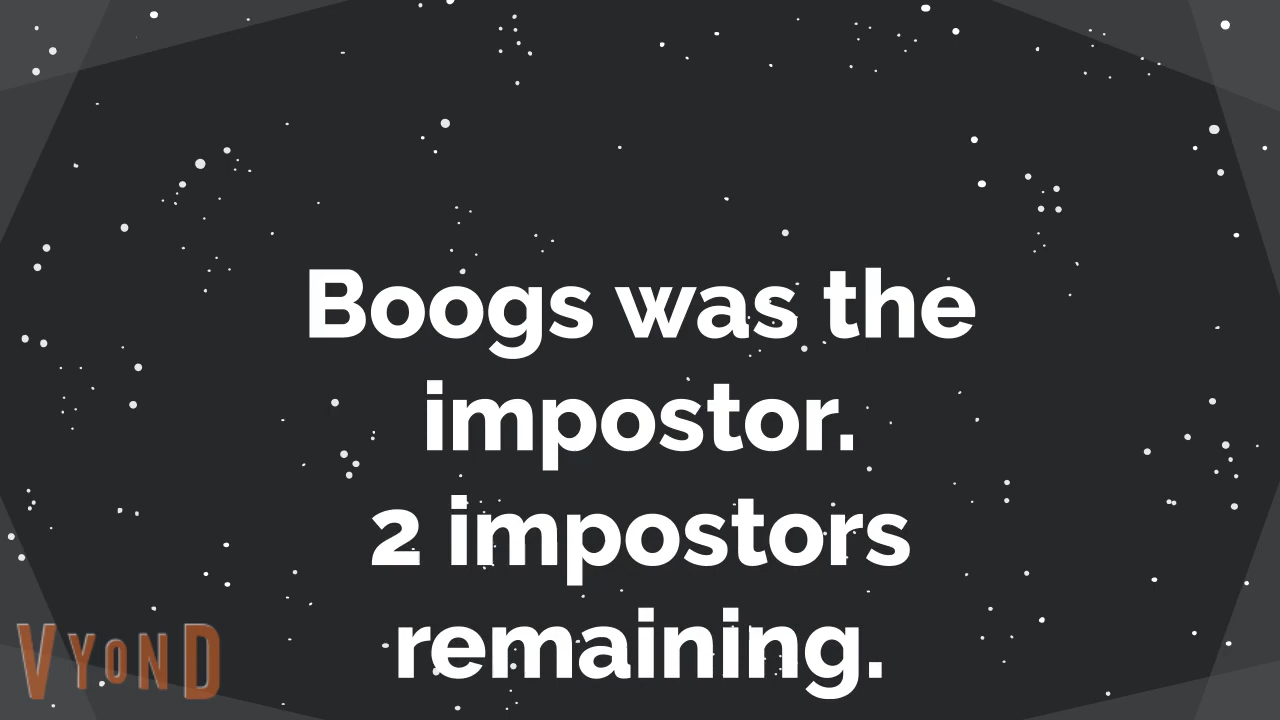 Boogs was the
impostor.
2 impostors
remaining.
VYOND